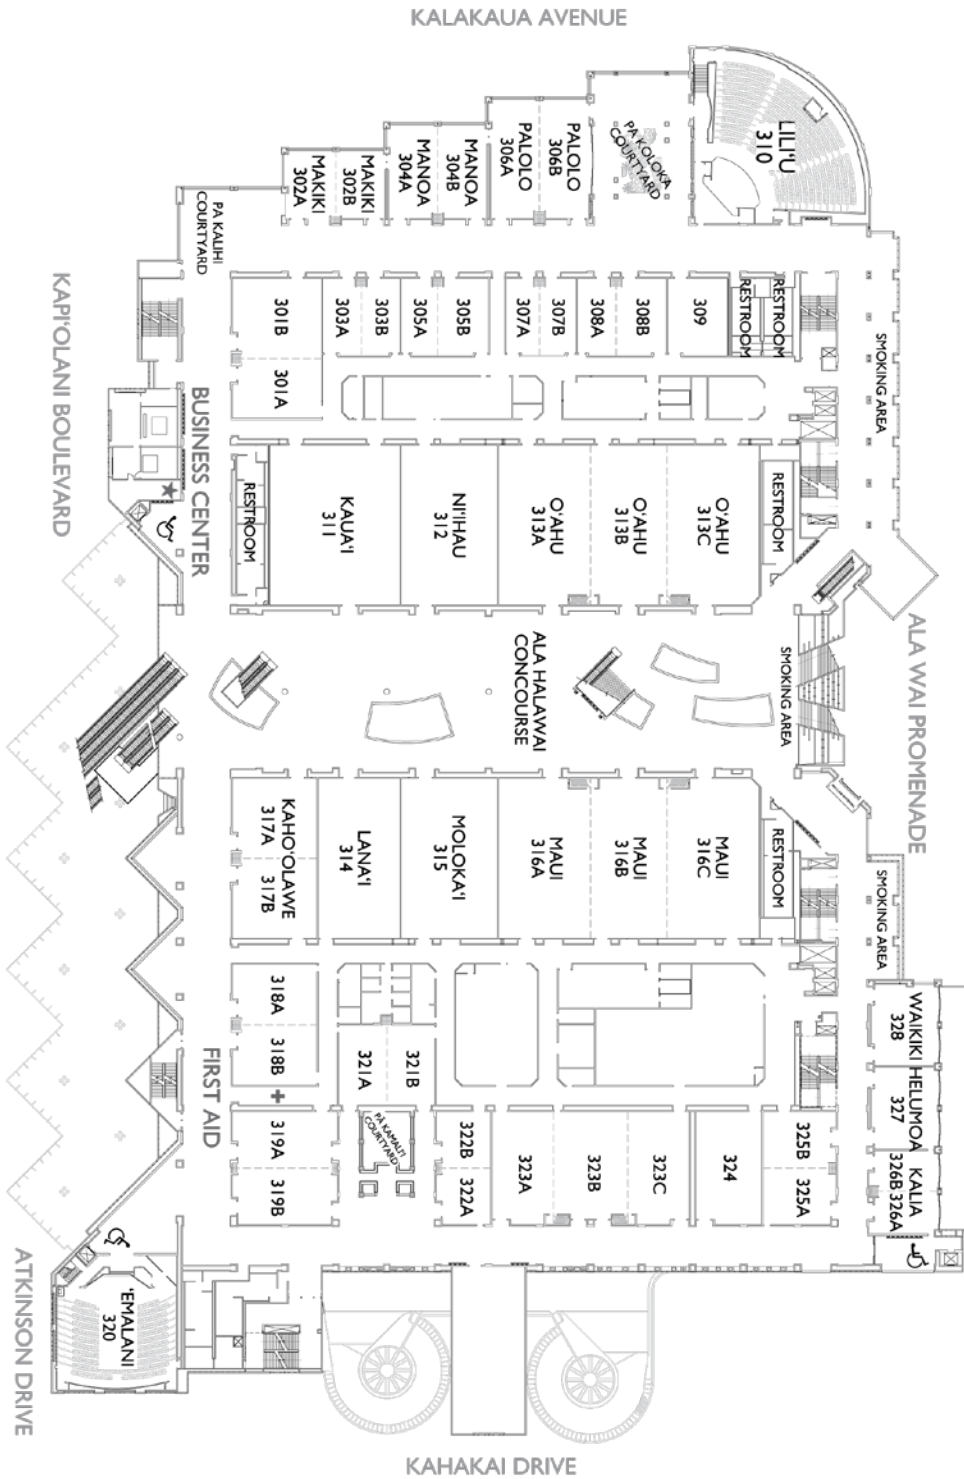 KALAKAUA AVENUE
LILI'U
310
PA KOLOKA
COURTYARD
PALOLO
306B
PALOLO
306A
MANOA
304B
MANOA
304A
MAKIKI
302B
MAKIKI
302A
PA KALIHI
COURTYARD
KAPI'OLANI BOULEVARD
301B
301A
303A
303B
305A
305B
307A
307B
308A
308B
309
RESTROOM
RESTROOM
SMOKING AREA
BUSINESS CENTER
RESTROOM
KAUA'I
311
NI'IHAU
312
O'AHU
313A
O'AHU
313B
O'AHU
313C
RESTROOM
ALA HALAWAI
CONCOURSE
SMOKING AREA
ALA WAI PROMENADE
KAHO'OLAWE
317A 317B
LANA'I
314
MOLOKA'I
315
MAUI
316A
MAUI
316B
MAUI
316C
RESTROOM
SMOKING AREA
318A
318B
321A
321B
WAIKIKI
328
HELUMOA
327
KALIA
326B 326A
FIRST AID
319A
319B
PÁ KAMAU'I
COURTYARD
322B
322A
323A
323B
323C
324
325B
325A
'EMALANI
320
ATKINSON DRIVE
KAHAKAI DRIVE